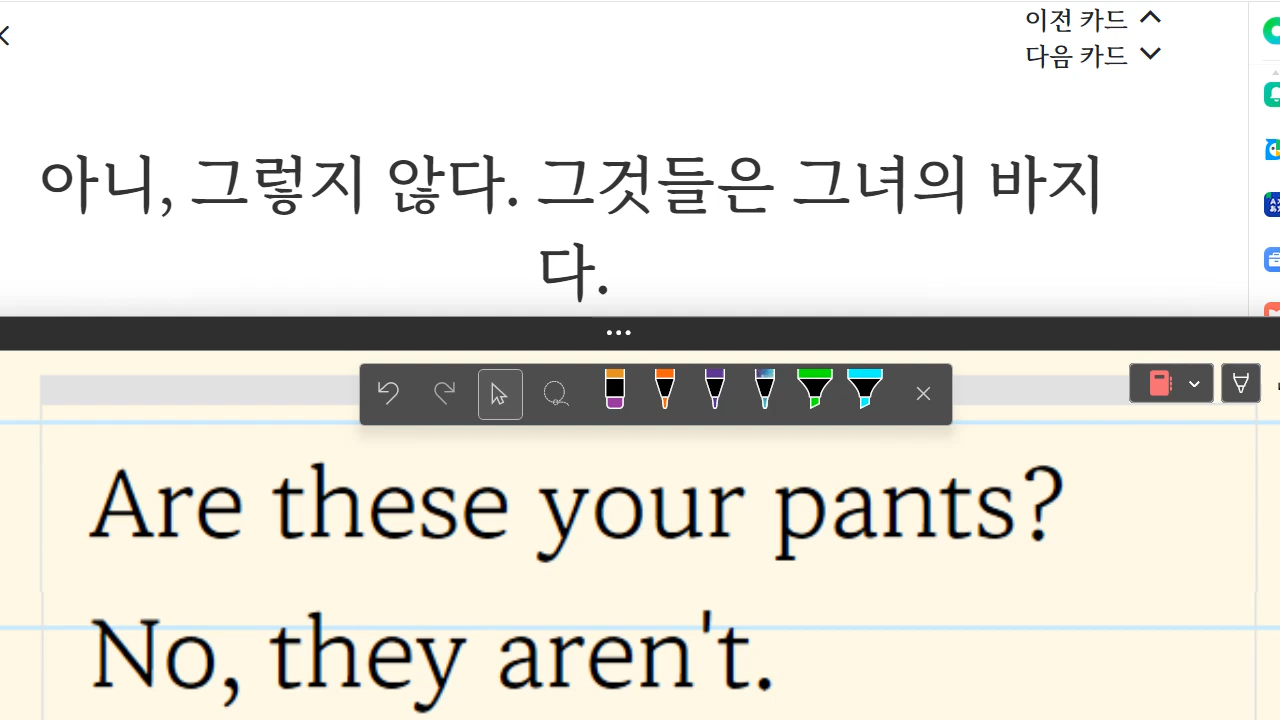 이전 카드
다음 카드
아니, 그렇지 않다. 그것들은 그녀의 바지
다.
Are these your pants?
No, they aren't.